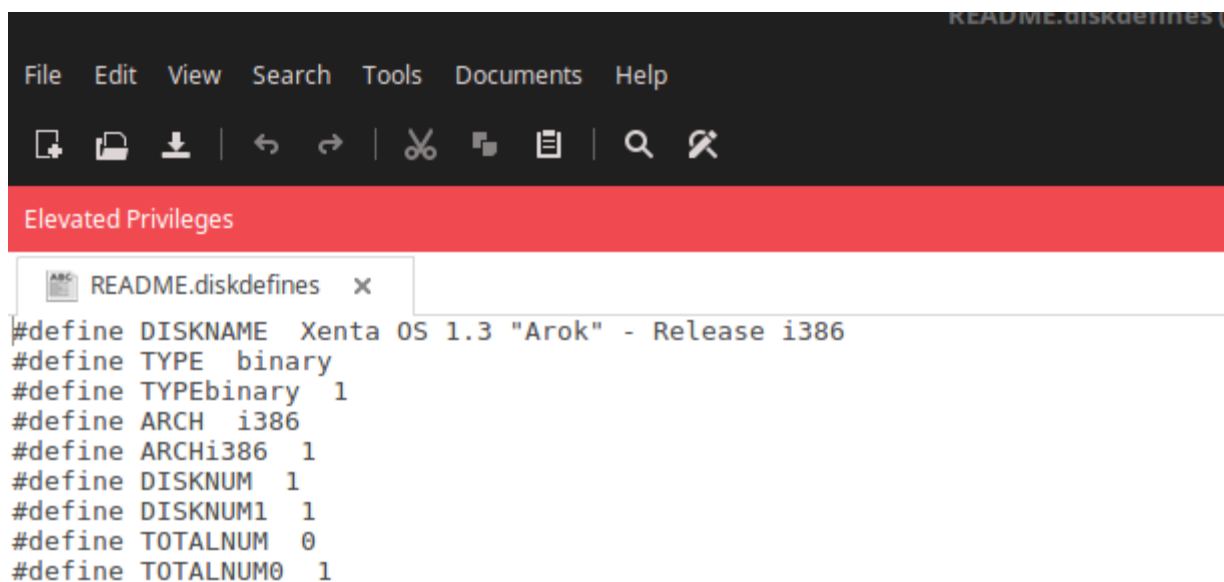 README.diskdefines (
File Edit View Search Tools Documents Help
Elevated Privileges
README.diskdefines
#define DISKNAME  Xenta OS 1.3 "Arok" - Release i386
#define TYPE  binary
#define TYPEbinary  1
#define ARCH  i386
#define ARCHi386  1
#define DISKNUM  1
#define DISKNUM1  1
#define TOTALNUM  0
#define TOTALNUM0  1